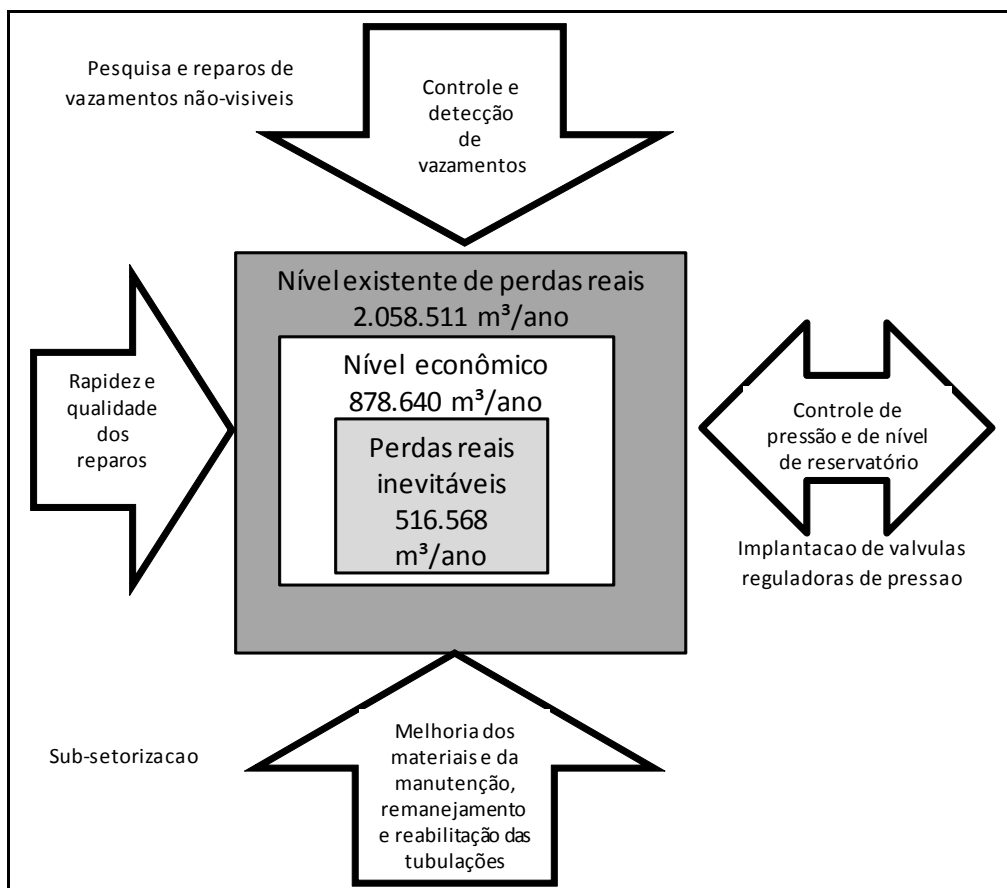 Pesquisa e reparos de
vazamentos não-visiveis
Controle e
detecção
de
vazamentos
Nível existente de perdas reais
2.058.511 m³/ano
Nível econômico
878.640 m³/ano
Perdas reais
inevitáveis
516.568
m³/ano
Rapidez e
qualidade
dos
reparos
Controle de
pressão e de nível
de reservatório
Implantacao de valvulas
reguladoras de pressao
Sub-setorizacao
Melhoria dos
materiais e da
manutenção,
remanejamento
e reabilitação das
tubulações